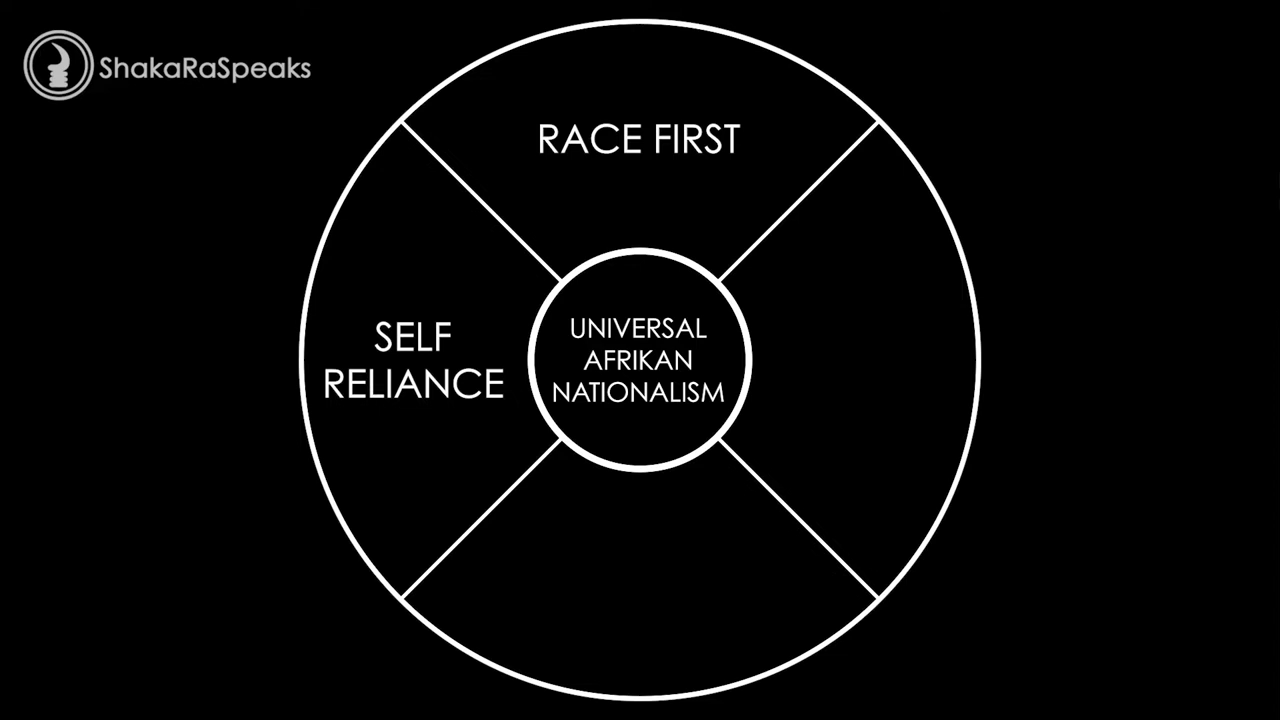 ShakaRaSpeaks
RACE FIRST
SELF
RELIANCE
UNIVERSAL
AFRIKAN
NATIONALISM